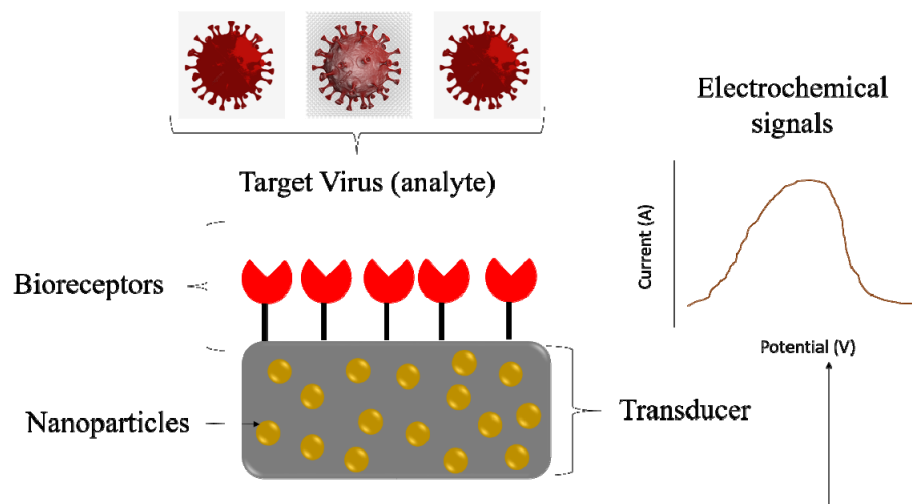 Electrochemical
signals
Target Virus (analyte)
Current (A)
Bioreceptors
Potential (V)
Nanoparticles
Transducer